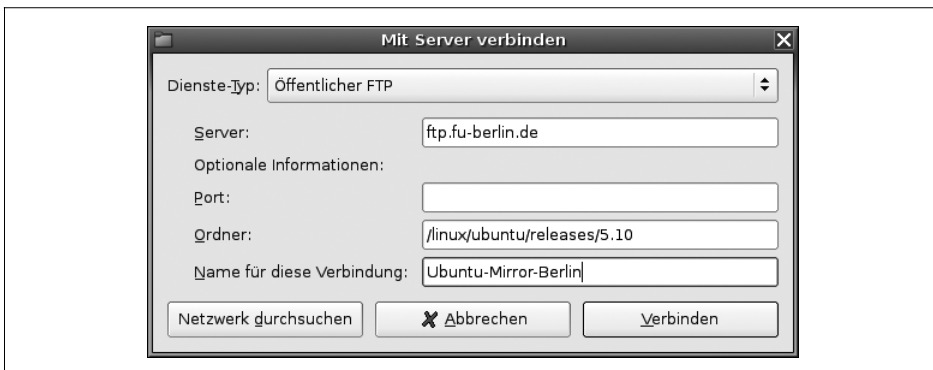 Mit Server verbinden
Dienste-Typ: Öffentlicher FTP
Server: ftp.fu-berlin.de
Optionale Informationen:
Port:
Ordner: /linux/ubuntu/releases/5.10
Name für diese Verbindung: Ubuntu-Mirror-Berlin
Netzwerk durchsuchen Abbrechen Verbinden